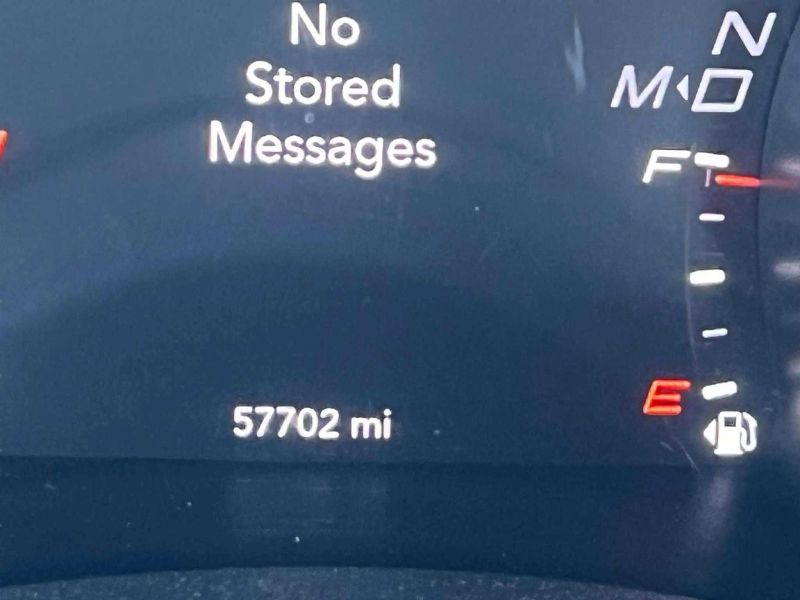 No
Stored
Messages
N
M D
F
E
57702 mi